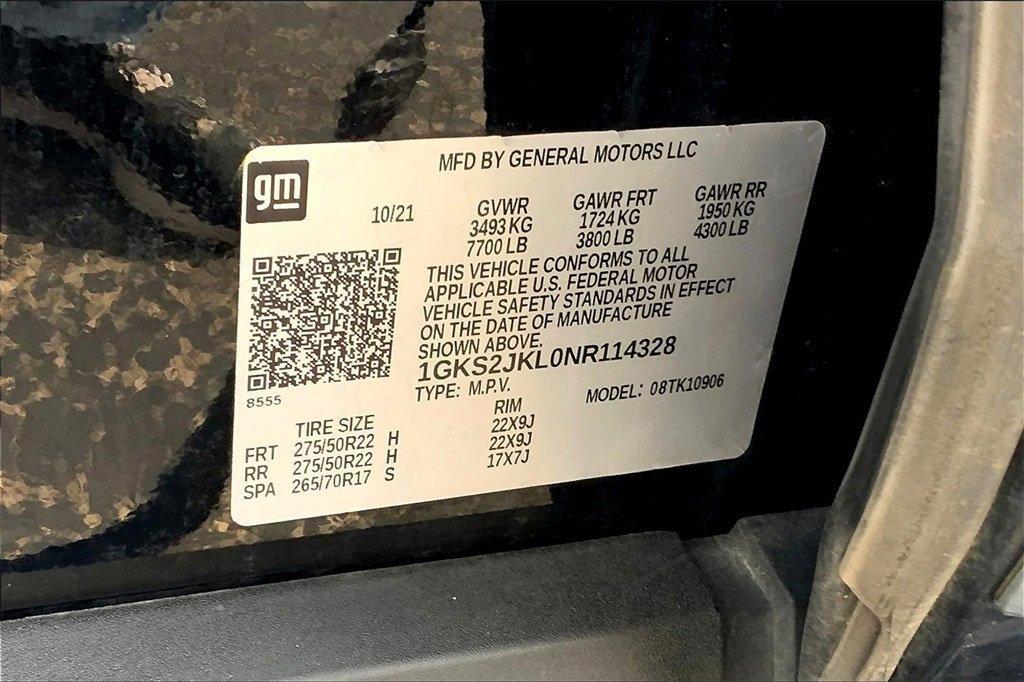 gm
MFD BY GENERAL MOTORS LLC
10/21
GVWR GAWR FRT GAWR RR
3493 KG 1724 KG 1950 KG
7700 LB 3800 LB 4300 LB
THIS VEHICLE CONFORMS TO ALL
APPLICABLE U.S. FEDERAL MOTOR
VEHICLE SAFETY STANDARDS IN EFFECT
ON THE DATE OF MANUFACTURE
SHOWN ABOVE.
1GKS2JKL0NR114328
TYPE: M.P.V. MODEL: 08TK10906
8555
TIRE SIZE RIM
FRT 275/50R22 H 22X9J
RR 275/50R22 H 22X9J
SPA 265/70R17 S 17X7J